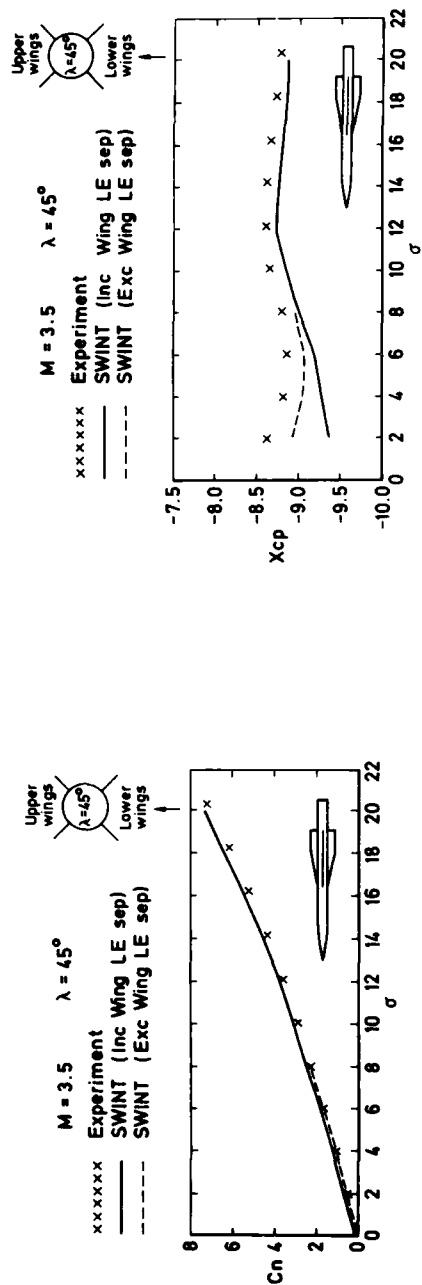 Upper
wings
λ=45°
Lower
wings
M = 3.5 λ = 45°
×××××× Experiment
SWINT (Inc Wing LE sep)
SWINT (Exc Wing LE sep)
Cn
8
6
4
2
0
0 2 4 6 8 10 12 14 16 18 20 22
σ
Upper
wings
λ=45°
Lower
wings
M = 3.5 λ = 45°
×××××× Experiment
SWINT (Inc Wing LE sep)
SWINT (Exc Wing LE sep)
Xcp
-7.5
-8.0
-8.5
-9.0
-9.5
-10.0
0 2 4 6 8 10 12 14 16 18 20 22
σ